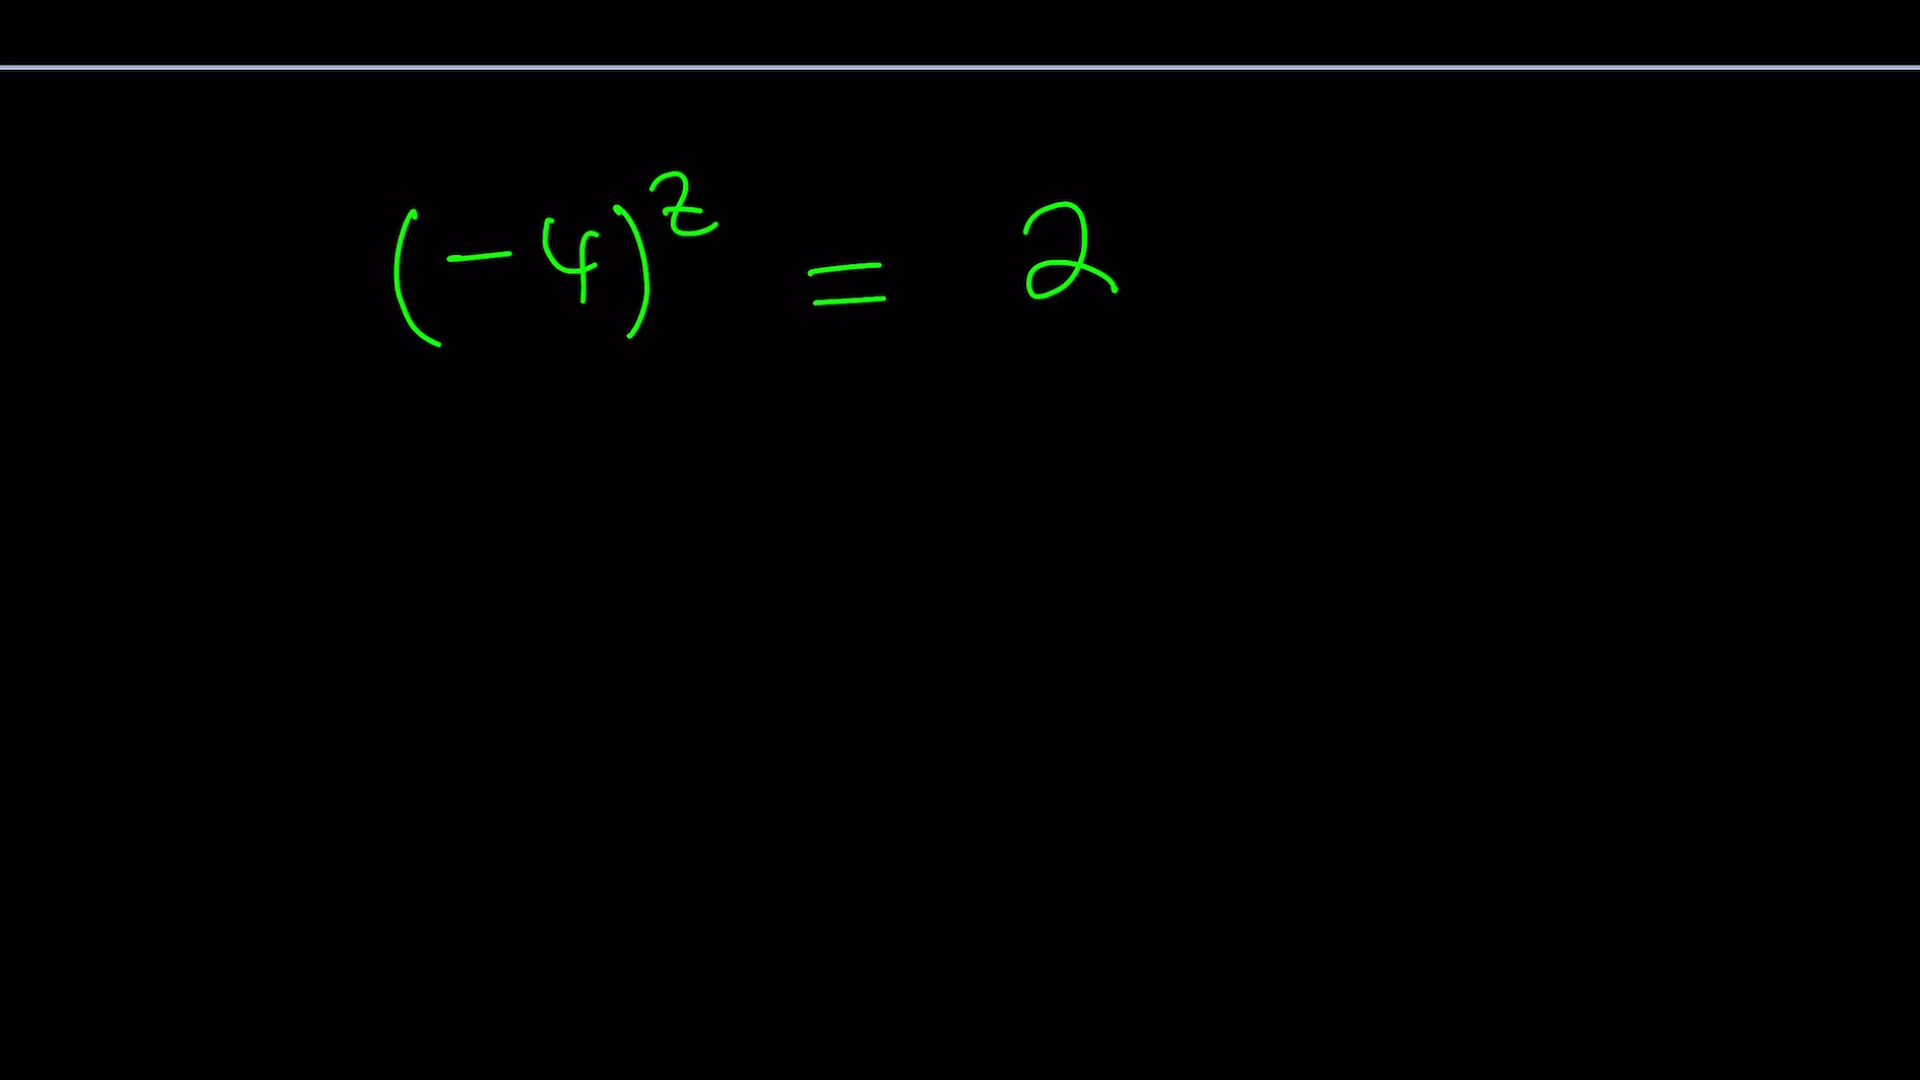 (-4)^z = 2